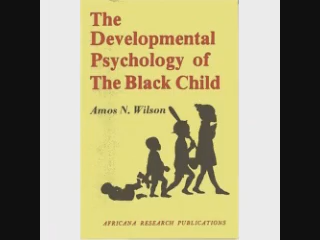 The
Developmental
Psychology of
The Black Child
Amos N. Wilson
AFRICANA RESEARCH PUBLICATIONS